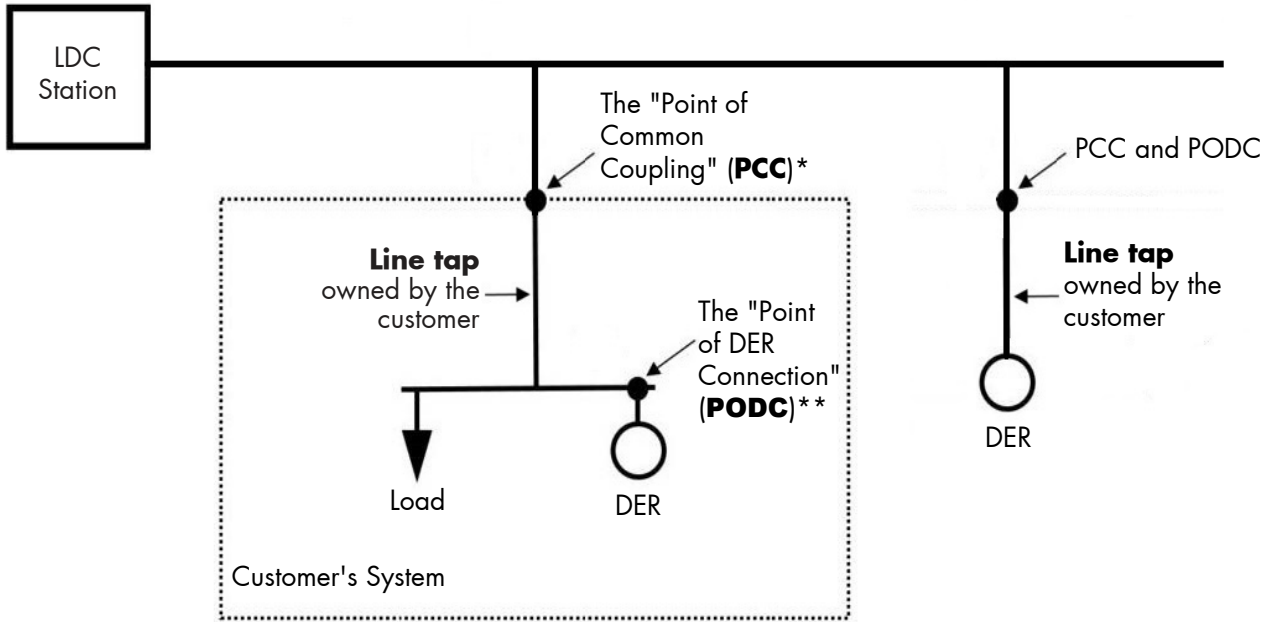 LDC
Station
The "Point of
Common
Coupling" (PCC)*
PCC and PODC
Line tap
owned by the
customer
Line tap
owned by the
customer
The "Point
of DER
Connection"
(PODC)**
Load
DER
DER
Customer's System